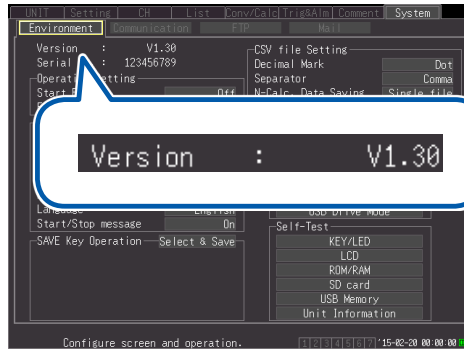 UNIT Setting CH List Conv/Calc Trig&Alm Comment System
Environment Communication FTP Mail
Version : V1.30
Serial : 123456789
Start Off
Version : V1.30
Language English
Start/Stop message On
SAVE Key Operation Select & Save
CSV file Setting
Decimal Mark Dot
Separator Comma
N-Calc. Data Saving Single file
USB Drive Mode
Self-Test
KEY/LED
LCD
ROM/RAM
SD card
USB Memory
Unit Information
Configure screen and operation. 1 2 3 4 5 6 7 '15-02-20 00:00:00